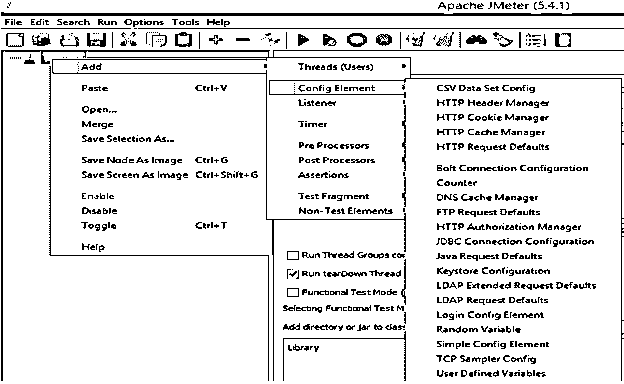 Apache JMeter (5.4.1)
File Edit Search Run Options Tools Help
Add
Paste Ctrl+V
Open...
Merge
Save Selection As...
Save Node As Image Ctrl+G
Save Screen As Image Ctrl+Shift+G
Enable
Disable
Toggle Ctrl+T
Help
Threads (Users)
Config Element
Listener
Timer
Pre Processors
Post Processors
Assertions
Test Fragment
Non-Test Elements
CSV Data Set Config
HTTP Header Manager
HTTP Cookie Manager
HTTP Cache Manager
HTTP Request Defaults
Bolt Connection Configuration
Counter
DNS Cache Manager
FTP Request Defaults
HTTP Authorization Manager
JDBC Connection Configuration
Java Request Defaults
Keystore Configuration
LDAP Extended Request Defaults
LDAP Request Defaults
Login Config Element
Random Variable
Simple Config Element
TCP Sampler Config
User Defined Variables
Run Thread Groups co
Run tearDown Thread
Functional Test Mode (
Selecting Functional Test M
Add directory or jar to clas
Library